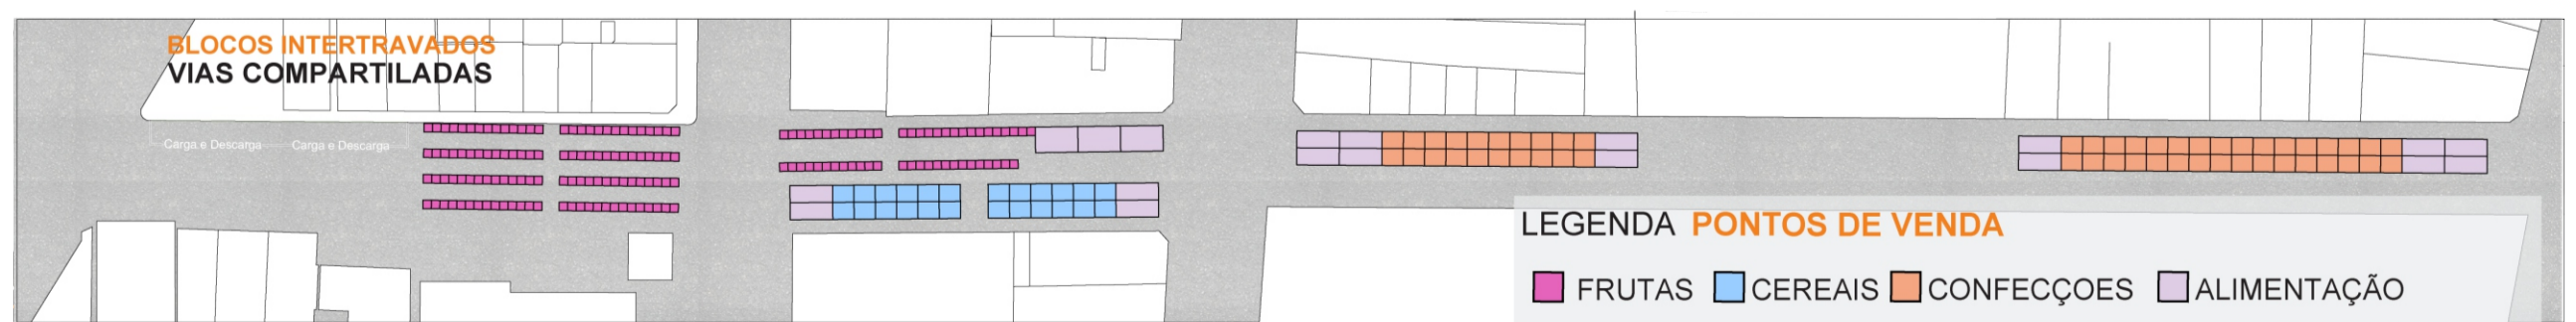 BLOCOS INTERTRAVADOS
VIAS COMPARTILADAS
Carga e Descarga
Carga e Descarga
LEGENDA PONTOS DE VENDA
FRUTAS CEREAIS CONFECÇOES ALIMENTAÇÃO